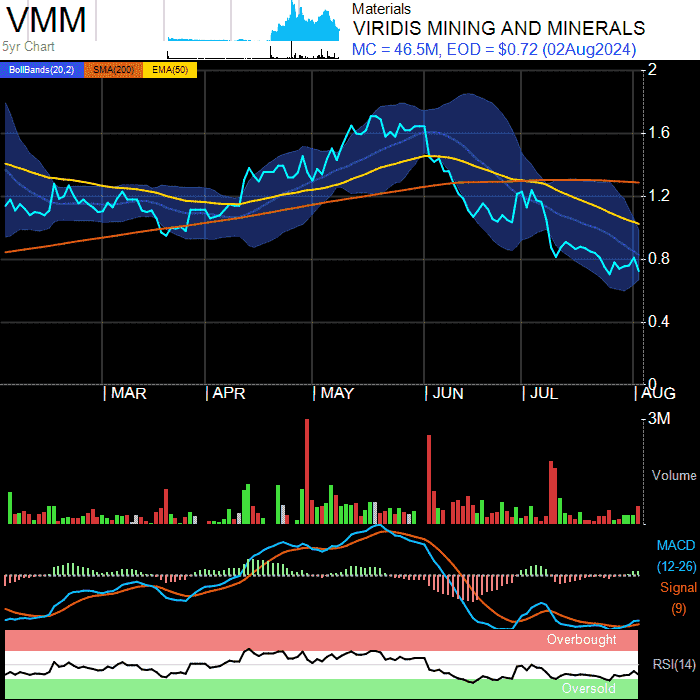 VMM
5yr Chart
Materials
VIRIDIS MINING AND MINERALS
MC = 46.5M, EOD = $0.72 (02Aug2024)
BollBands(20,2) SMA(200) EMA(50)
2
1.6
1.2
0.8
0.4
0
MAR APR MAY JUN JUL AUG
3M
Volume
MACD
(12-26)
Signal
(9)
Overbought
RSI(14)
Oversold